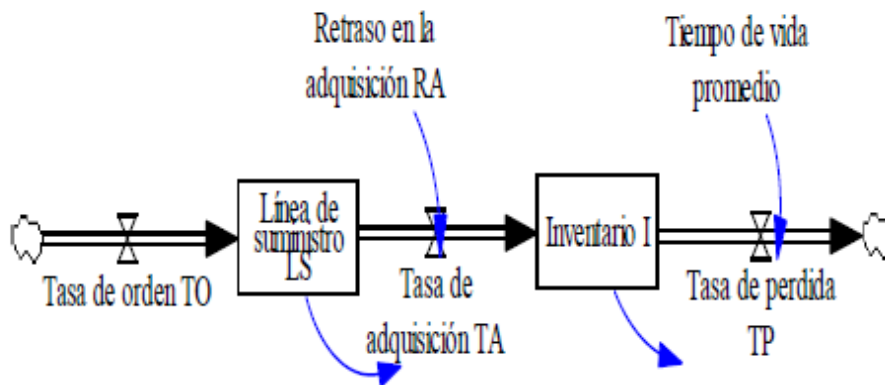 Retraso en la
adquisición RA
Tiempo de vida
promedio
Línea de
suministro
LS
Inventario I
Tasa de orden TO
Tasa de
adquisición TA
Tasa de perdida
TP